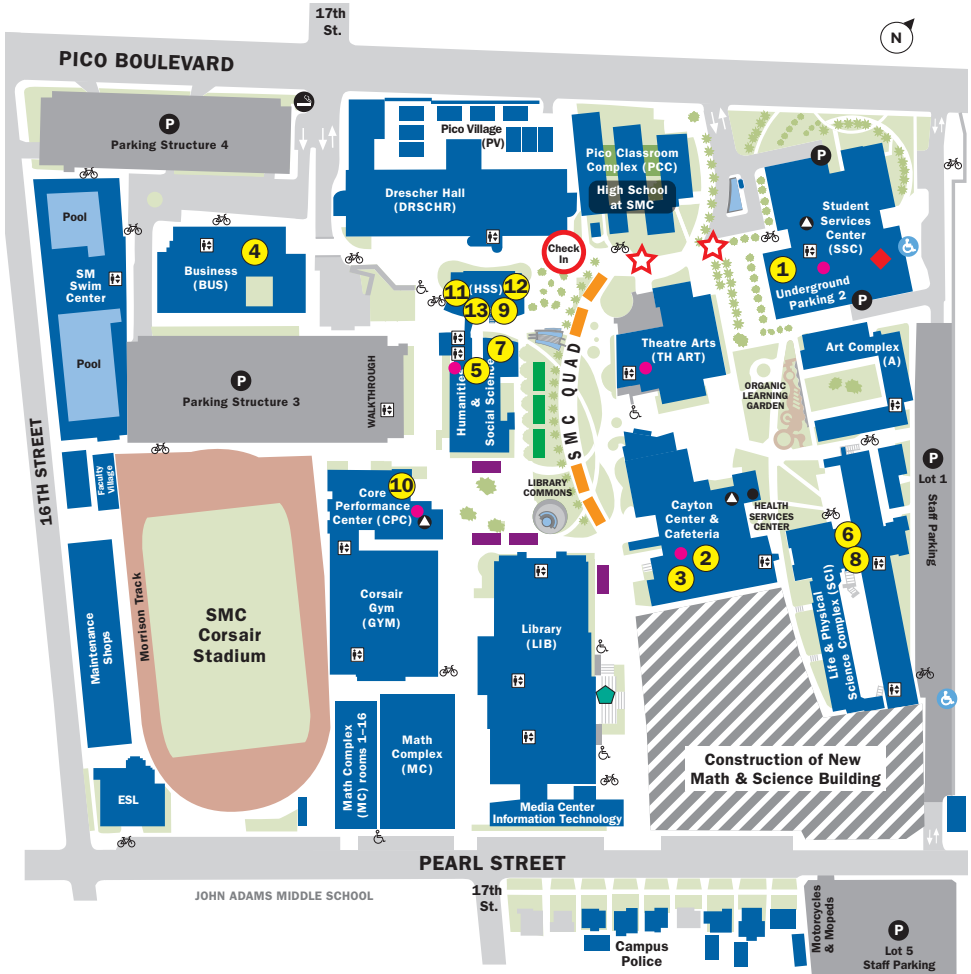 17th
St.
N
PICO BOULEVARD
P
Parking Structure 4
Pico Village
(PV)
Pico Classroom
Complex (PCC)
High School
at SMC
P
Drescher Hall
(DRSCHR)
Student
Services
Center
(SSC)
Pool
SM
Swim
Center
4
Business
(BUS)
Check
In
1
Underground
Parking 2
P
11
(HSS)
12
13
9
7
5
Humanities
&
Social Science
SMC QUAD
Theatre Arts
(TH ART)
Art Complex
(A)
Pool
P
Parking Structure 3
WALKTHROUGH
ORGANIC
LEARNING
GARDEN
16TH STREET
Faculty
Village
10
Core
Performance
Center (CPC)
LIBRARY
COMMONS
Cayton
Center &
Cafeteria
HEALTH
SERVICES
CENTER
2
3
6
8
P
Lot 1
Staff Parking
Life & Physical
Science Complex (SCI)
Maintenance
Shops
Morrison Track
SMC
Corsair
Stadium
Corsair
Gym
(GYM)
Library
(LIB)
Math Complex
(MC) rooms 1–16
Math
Complex
(MC)
Construction of New
Math & Science Building
ESL
Media Center
Information Technology
PEARL STREET
JOHN ADAMS MIDDLE SCHOOL
17th
St.
Campus
Police
Motorcycles
& Mopeds
P
Lot 5
Staff Parking